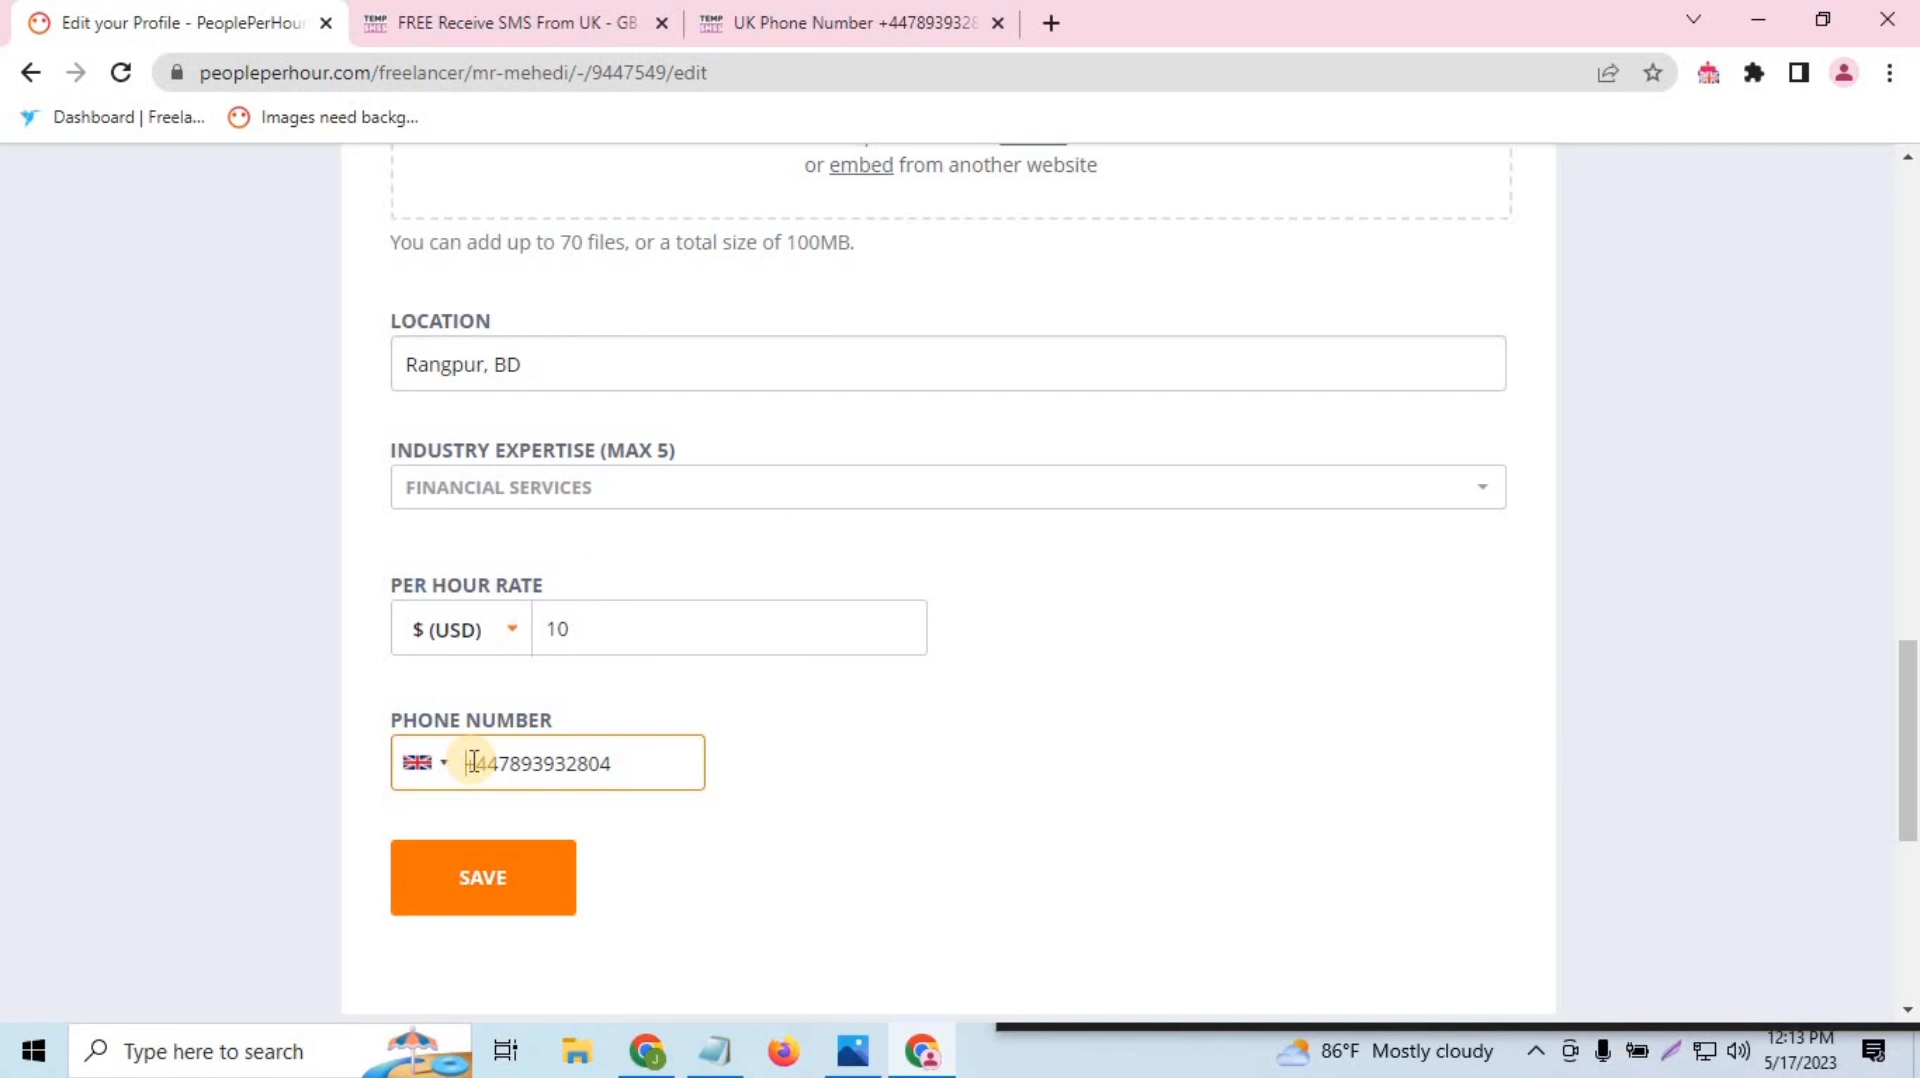 Edit your Profile - PeoplePerHour
FREE Receive SMS From UK - GB
UK Phone Number +447893932
peopleperhour.com/freelancer/mr-mehedi/-/9447549/edit
Dashboard | Freela...
Images need backg...
or embed from another website
You can add up to 70 files, or a total size of 100MB.
LOCATION
Rangpur, BD
INDUSTRY EXPERTISE (MAX 5)
FINANCIAL SERVICES
PER HOUR RATE
$ (USD)
10
PHONE NUMBER
+447893932804
SAVE
Type here to search
86°F Mostly cloudy
12:13 PM
5/17/2023